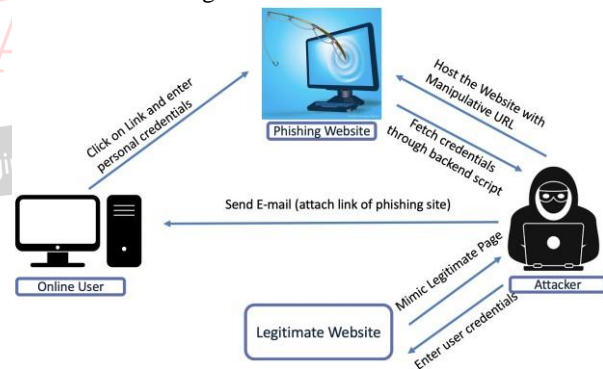 Host the Website with
Manipulative URL
Click on Link and enter
personal credentials
Phishing Website
Fetch credentials
through backend script
Send E-mail (attach link of phishing site)
Online User
Attacker
Mimic Legitimate Page
Legitimate Website
Enter user credentials